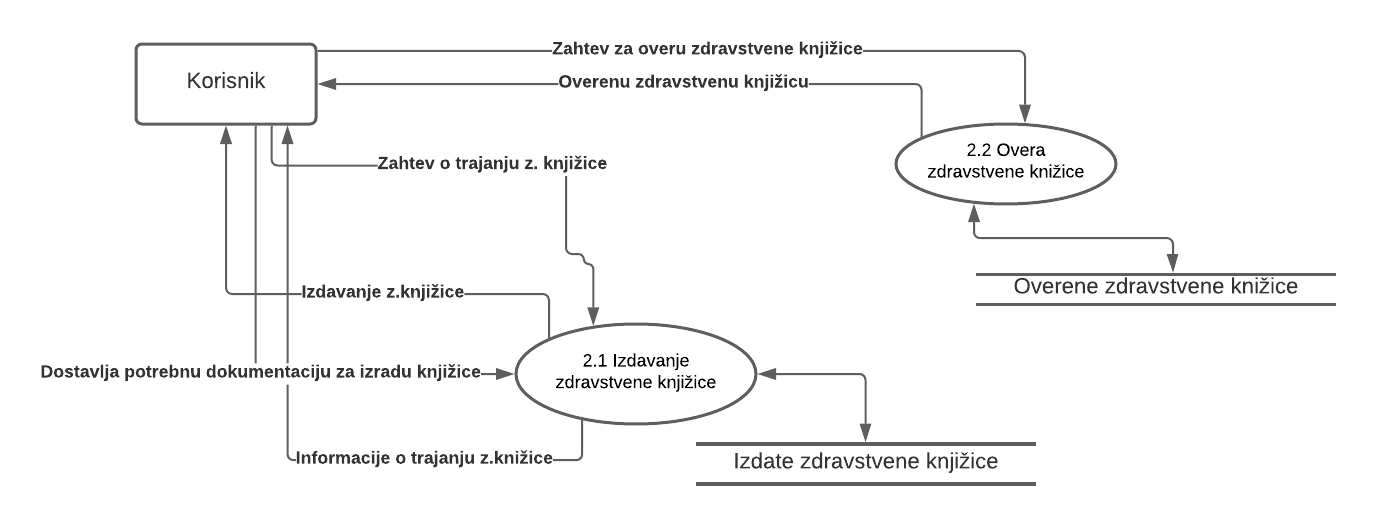 Zahtev za overu zdravstvene knjižice
Korisnik
Overenu zdravstvenu knjižicu
2.2 Overa
zdravstvene knižice
Zahtev o trajanju z. knjižice
Overene zdravstvene knižice
Izdavanje z.knjižice
2.1 Izdavanje
zdravstvene knjižice
Dostavlja potrebnu dokumentaciju za izradu knjižice
Informacije o trajanju z.knižice
Izdate zdravstvene knjižice